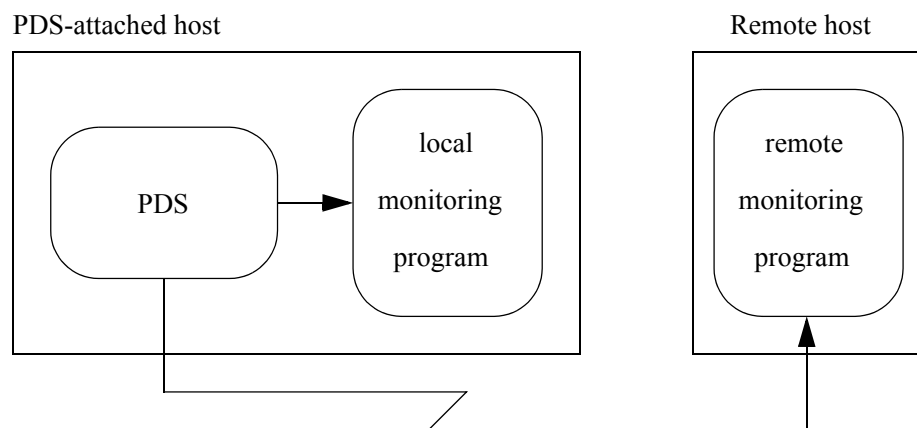 PDS-attached host
Remote host
PDS
local
monitoring
program
remote
monitoring
program